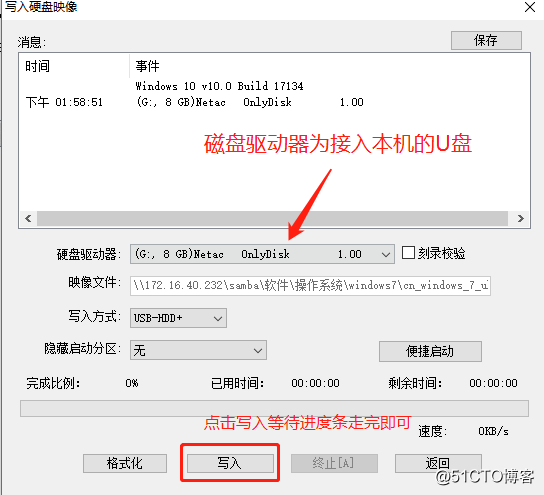 写入硬盘映像
消息:
保存
时间 事件
Windows 10 v10.0 Build 17134
下午 01:58:51 (G:, 8 GB)Netac OnlyDisk 1.00
磁盘驱动器为接入本机的U盘
硬盘驱动器: (G:, 8 GB)Netac OnlyDisk 1.00 刻录校验
映像文件: \\172.16.40.232\samba\软件\操作系统\windows7\cn_windows_7_u
写入方式: USB-HDD+
隐藏启动分区: 无 便捷启动
完成比例: 0% 已用时间: 00:00:00 剩余时间: 00:00:00
点击写入等待进度条走完即可
速度: 0KB/s
格式化 写入 终止[A] 返回
@51CTO博客